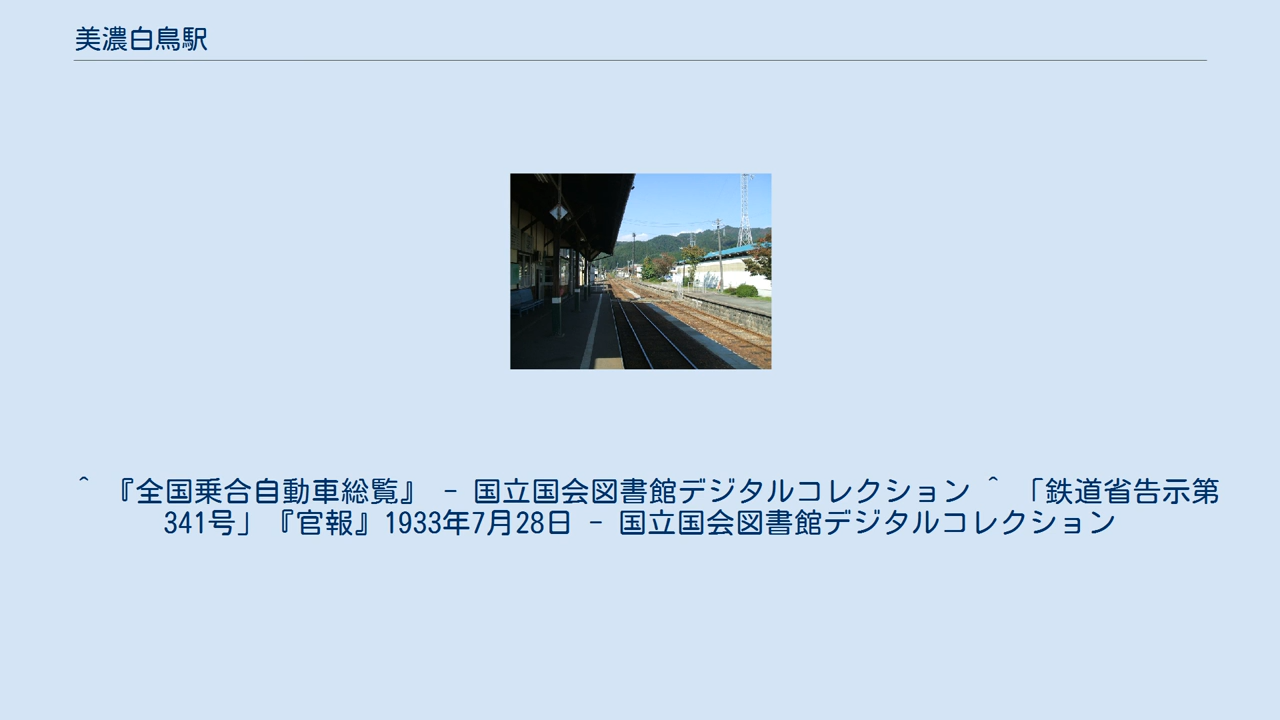 美濃白鳥駅
^ 『全国乗合自動車総覧』 - 国立国会図書館デジタルコレクション ^ 「鉄道省告示第
341号」『官報』1933年7月28日 - 国立国会図書館デジタルコレクション